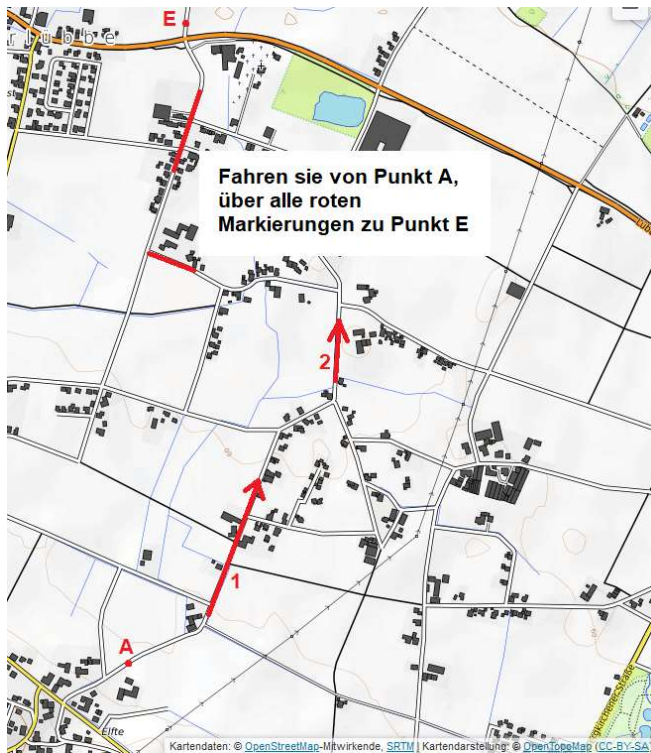 E
rlübbe
Fahren sie von Punkt A,
über alle roten
Markierungen zu Punkt E
2
1
A
Elfte
Kartendaten: © OpenStreetMap-Mitwirkende, SRTM | Kartendarstellung: © OpenTopoMap (CC-BY-SA